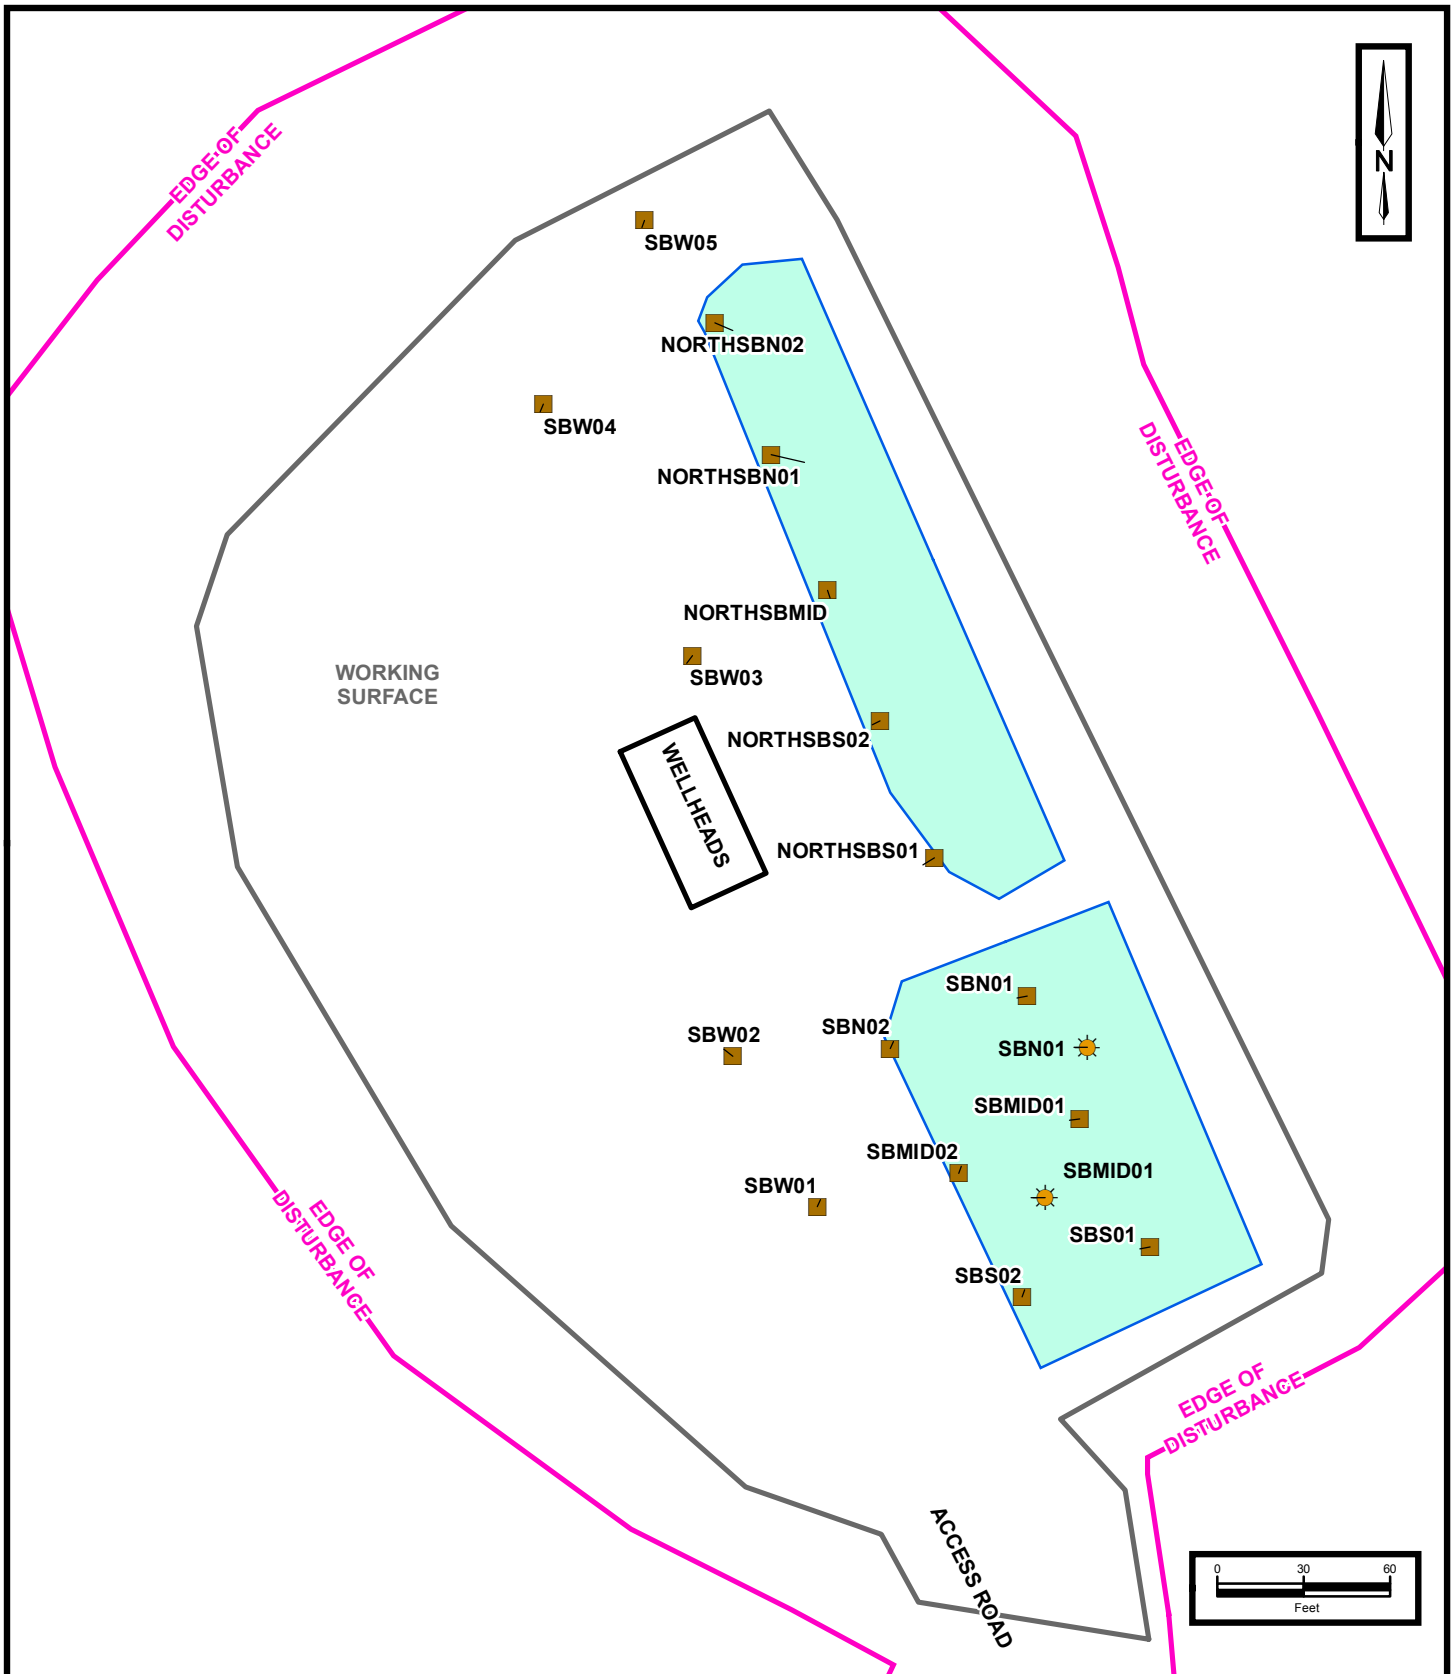 EDGE OF
DISTURBANCE
N
SBW05
NORTHSBN02
SBW04
EDGE OF
DISTURBANCE
NORTHSBN01
NORTHSBMID
WORKING
SURFACE
SBW03
NORTHSBS02
WELLHEADS
NORTHSBS01
SBN01
SBN02
SBW02
SBN01
SBMID01
SBMID02
SBMID01
SBW01
SBS01
EDGE OF
DISTURBANCE
SBS02
EDGE OF
DISTURBANCE
ACCESS ROAD
0 30 60
Feet